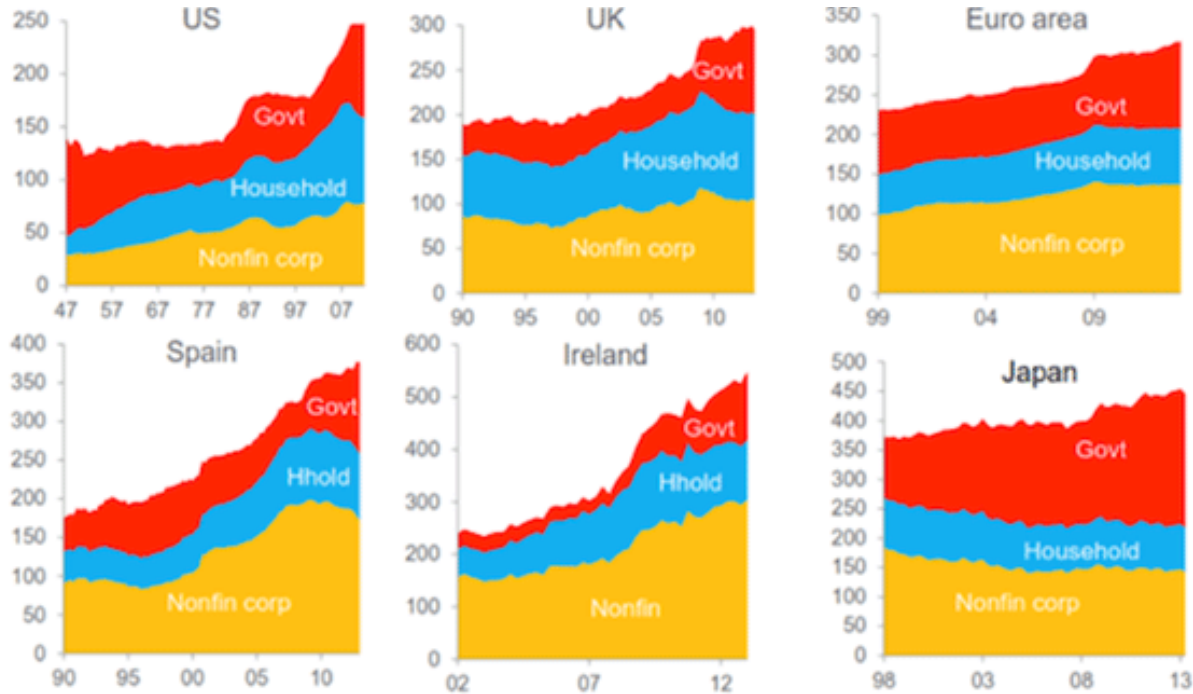 US
250
200
150
100
50
0
Govt
Household
Nonfin corp
47 57 67 77 87 97 07
UK
300
250
200
150
100
50
0
Govt
Household
Nonfin corp
90 95 00 05 10
Euro area
350
300
250
200
150
100
50
0
Govt
Household
Nonfin corp
99 04 09
Spain
400
350
300
250
200
150
100
50
0
Govt
Hhold
Nonfin corp
90 95 00 05 10
Ireland
600
500
400
300
200
100
0
Govt
Hhold
Nonfin
02 07 12
Japan
500
450
400
350
300
250
200
150
100
50
0
Govt
Household
Nonfin corp
98 03 08 13